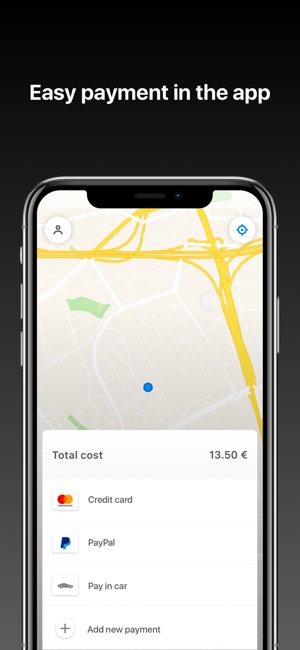 Easy payment in the app
Total cost 13.50 €
Credit card
PayPal
Pay in car
Add new payment